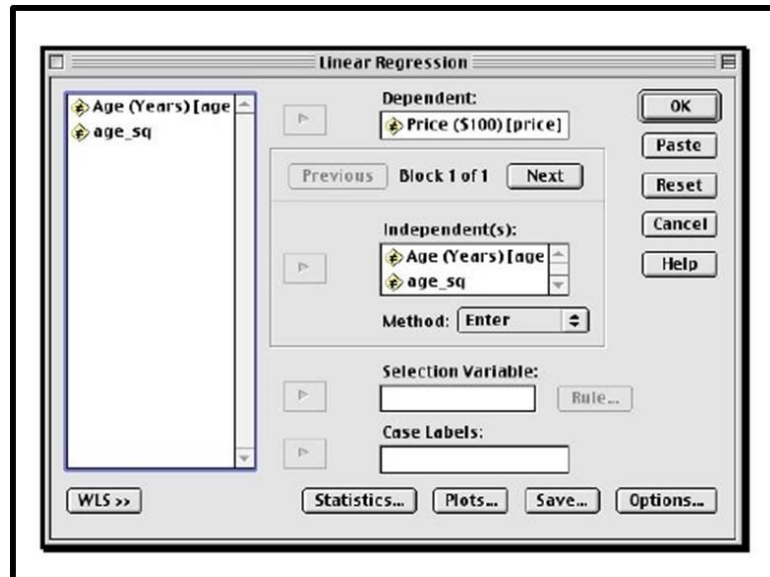 Linear Regression
Age (Years) [age
age_sq
Dependent:
Price ($100) [price]
Previous Block 1 of 1 Next
Independent(s):
Age (Years) [age
age_sq
Method: Enter
Selection Variable:
Rule...
Case Labels:
OK
Paste
Reset
Cancel
Help
WLS >> Statistics... Plots... Save... Options...